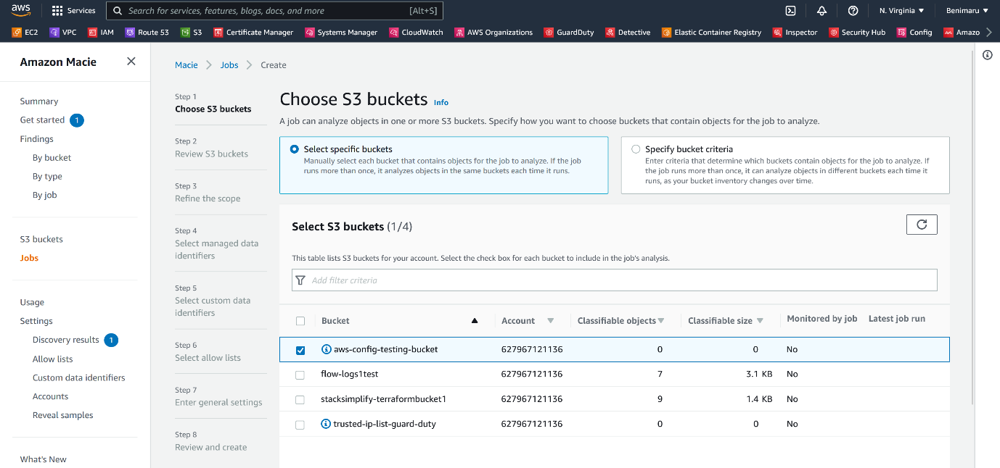 aws
Services
Search for services, features, blogs, docs, and more
[Alt+S]
N. Virginia
Benimaru
EC2
VPC
IAM
Route 53
S3
Certificate Manager
Systems Manager
CloudWatch
AWS Organizations
GuardDuty
Detective
Elastic Container Registry
Inspector
Security Hub
Config
Amazo
Amazon Macie
Summary
Get started 1
Findings
By bucket
By type
By job
S3 buckets
Jobs
Usage
Settings
Discovery results 1
Allow lists
Custom data identifiers
Accounts
Reveal samples
What's New
Macie
Jobs
Create
Step 1
Choose S3 buckets
Step 2
Review S3 buckets
Step 3
Refine the scope
Step 4
Select managed data
identifiers
Step 5
Select custom data
identifiers
Step 6
Select allow lists
Step 7
Enter general settings
Step 8
Review and create
Choose S3 buckets Info
A job can analyze objects in one or more S3 buckets. Specify how you want to choose buckets that contain objects for the job to analyze.
Select specific buckets
Manually select each bucket that contains objects for the job to analyze. If the job
runs more than once, it analyzes objects in the same buckets each time it runs.
Specify bucket criteria
Enter criteria that determine which buckets contain objects for the job to analyze. If
the job runs more than once, it can analyze objects in different buckets each time it
runs, as your bucket inventory changes over time.
Select S3 buckets (1/4)
This table lists S3 buckets for your account. Select the check box for each bucket to include in the job's analysis.
Add filter criteria
Bucket Account Classifiable objects Classifiable size Monitored by job Latest job run
aws-config-testing-bucket 627967121136 0 0 No
flow-logs1test 627967121136 7 3.1 KB No
stacksimplify-terraformbucket1 627967121136 9 1.4 KB No
trusted-ip-list-guard-duty 627967121136 0 0 No